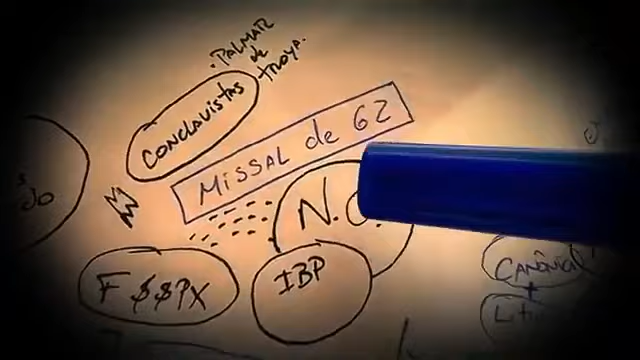 . PALMAR
de
TROYA.
CONCLAVISTAS
MISSAL de 62
N.O.
F $$PX
IBP
CANÔNICA
+